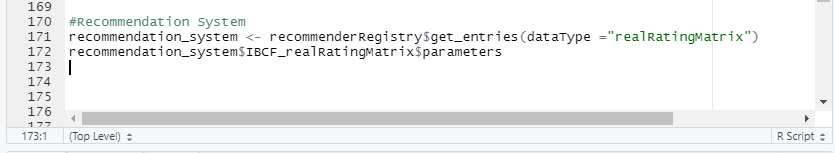 169
170 #Recommendation System
171 recommendation_system <- recommenderRegistry$get_entries(dataType ="realRatingMatrix")
172 recommendation_system$IBCF_realRatingMatrix$parameters
173
174
175
176
177
173:1 (Top Level) R Script